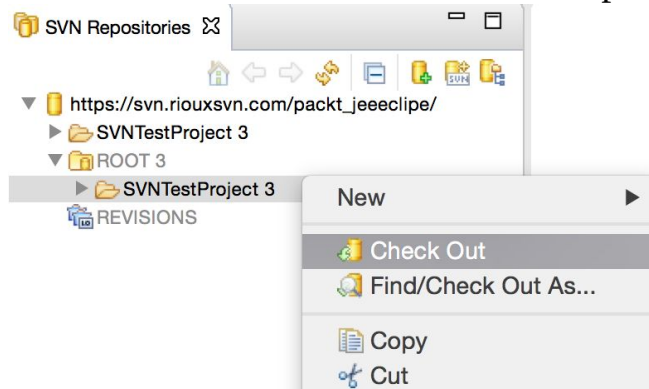 SVN Repositories
https://svn.riouxsvn.com/packt_jeeeclipe/
SVNTestProject 3
ROOT 3
SVNTestProject 3
REVISIONS
New
Check Out
Find/Check Out As...
Copy
Cut